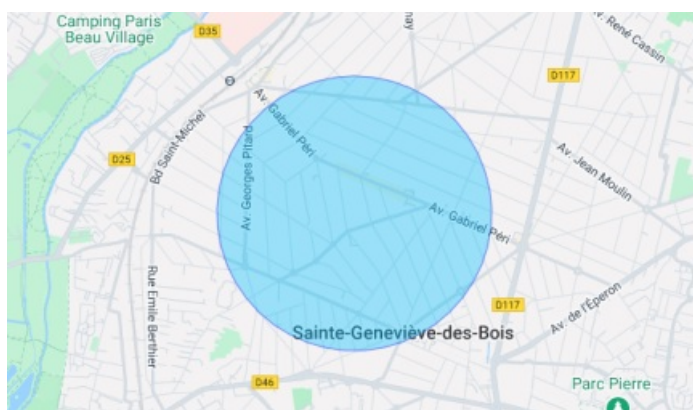 Camping Paris
Beau Village
D35
nay
Av. René Cassin
D117
Av. Gabriel Péri
Bd Saint-Michel
Av. Georges Pitard
D25
Av. Jean Moulin
Av. Gabriel Péri
Rue Emile Berthier
D117
Av. de l'Éperon
Sainte-Geneviève-des-Bois
D46
Parc Pierre